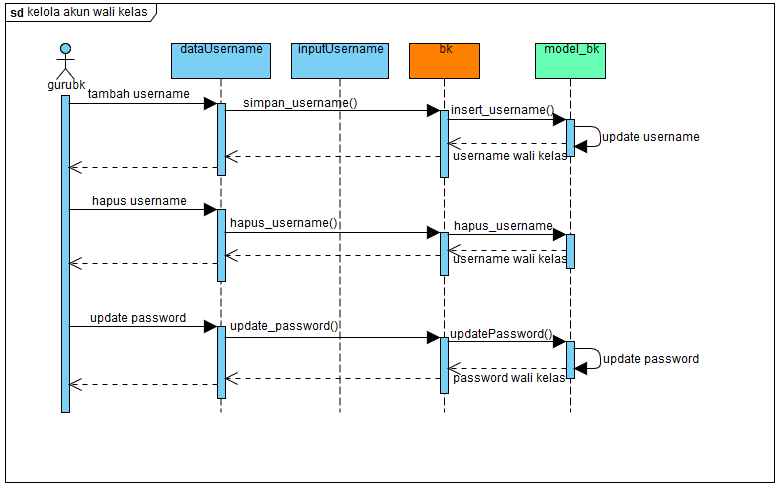 sd kelola akun wali kelas
dataUsername
inputUsername
bk
model_bk
gurubk
tambah username
simpan_username()
insert_username()
update username
username wali kelas
hapus username
hapus_username()
hapus_username
username wali kelas
update password
update_password()
updatePassword()
update password
password wali kelas